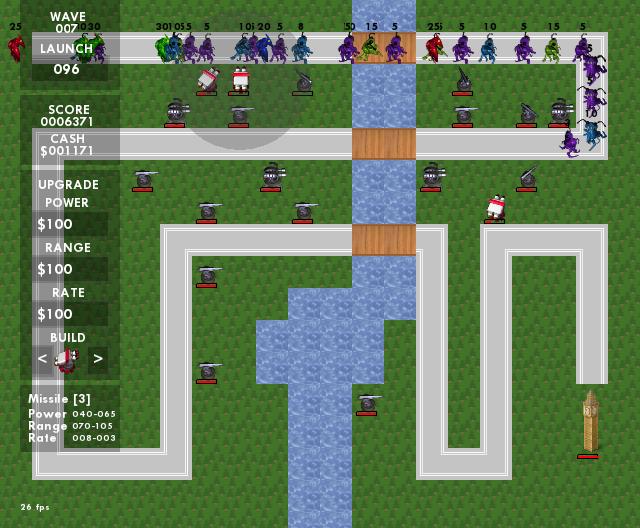 WAVE
007
LAUNCH
096
SCORE
0006371
CASH
$001171
UPGRADE
POWER
$100
RANGE
$100
RATE
$100
BUILD
< >
Missile [3]
Power 040-065
Range 070-105
Rate 008-003
26 fps